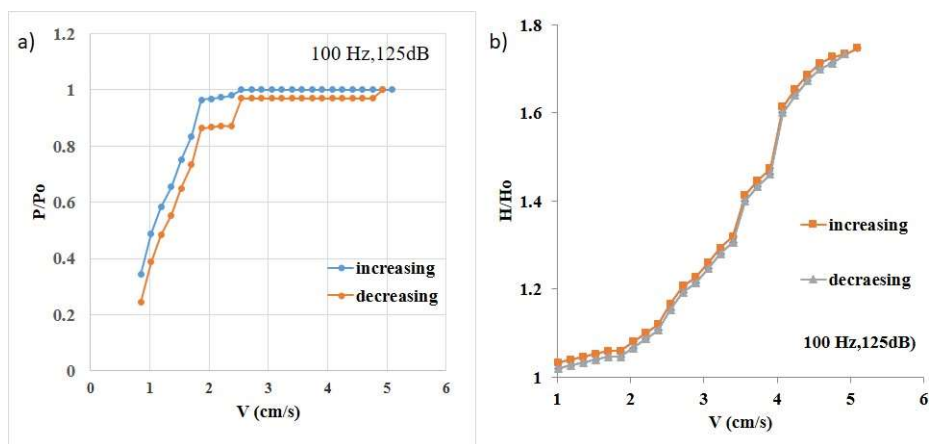 a)
100 Hz,125dB
1.2
1
0.8
0.6
0.4
0.2
0
P/Po
increasing
decreasing
0 1 2 3 4 5 6
V (cm/s)
b)
1.8
1.6
1.4
1.2
1
H/Ho
increasing
decraesing
100 Hz,125dB)
1 2 3 4 5 6
V (cm/s)